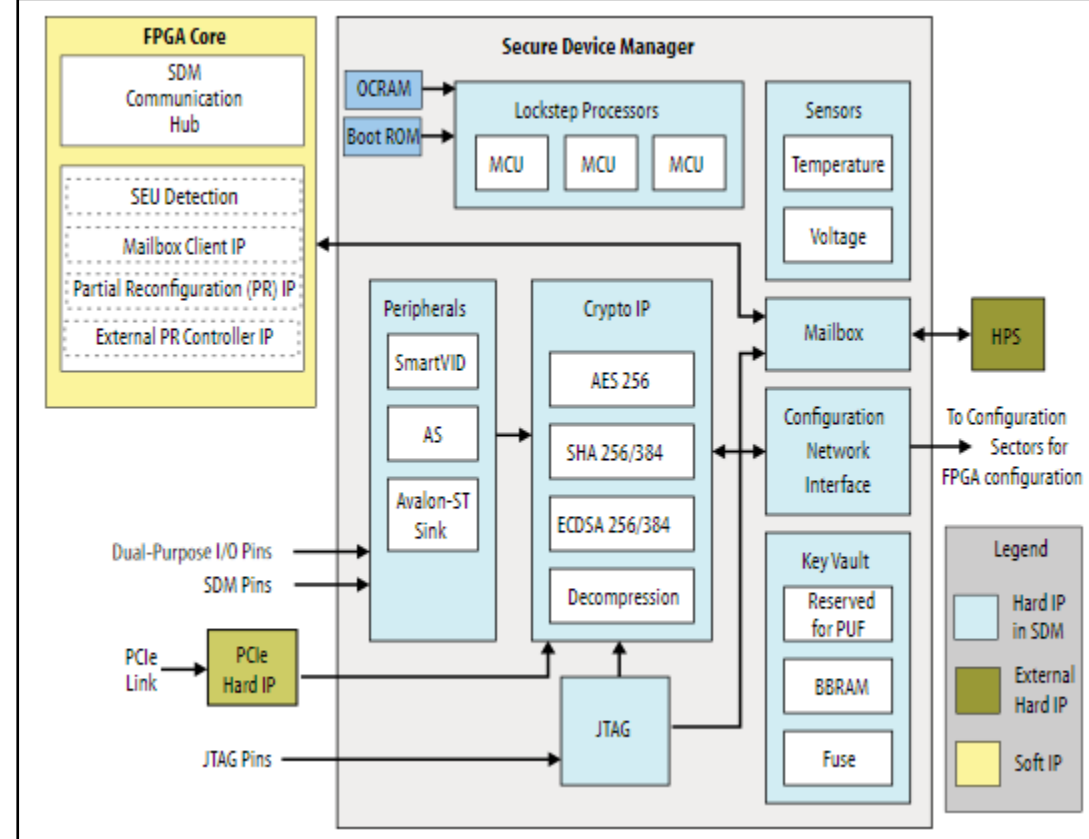 FPGA Core
SDM
Communication
Hub
SEU Detection
Mailbox Client IP
Partial Reconfiguration (PR) IP
External PR Controller IP
Secure Device Manager
OCRAM
Boot ROM
Lockstep Processors
MCU
MCU
MCU
Sensors
Temperature
Voltage
Peripherals
SmartVID
AS
Avalon-ST
Sink
Crypto IP
AES 256
SHA 256/384
ECDSA 256/384
Decompression
Mailbox
HPS
Configuration
Network
Interface
To Configuration
Sectors for
FPGA configuration
Dual-Purpose I/O Pins
SDM Pins
PCIe
Link
PCIe
Hard IP
JTAG Pins
JTAG
Key Vault
Reserved
for PUF
BBRAM
Fuse
Legend
Hard IP
in SDM
External
Hard IP
Soft IP